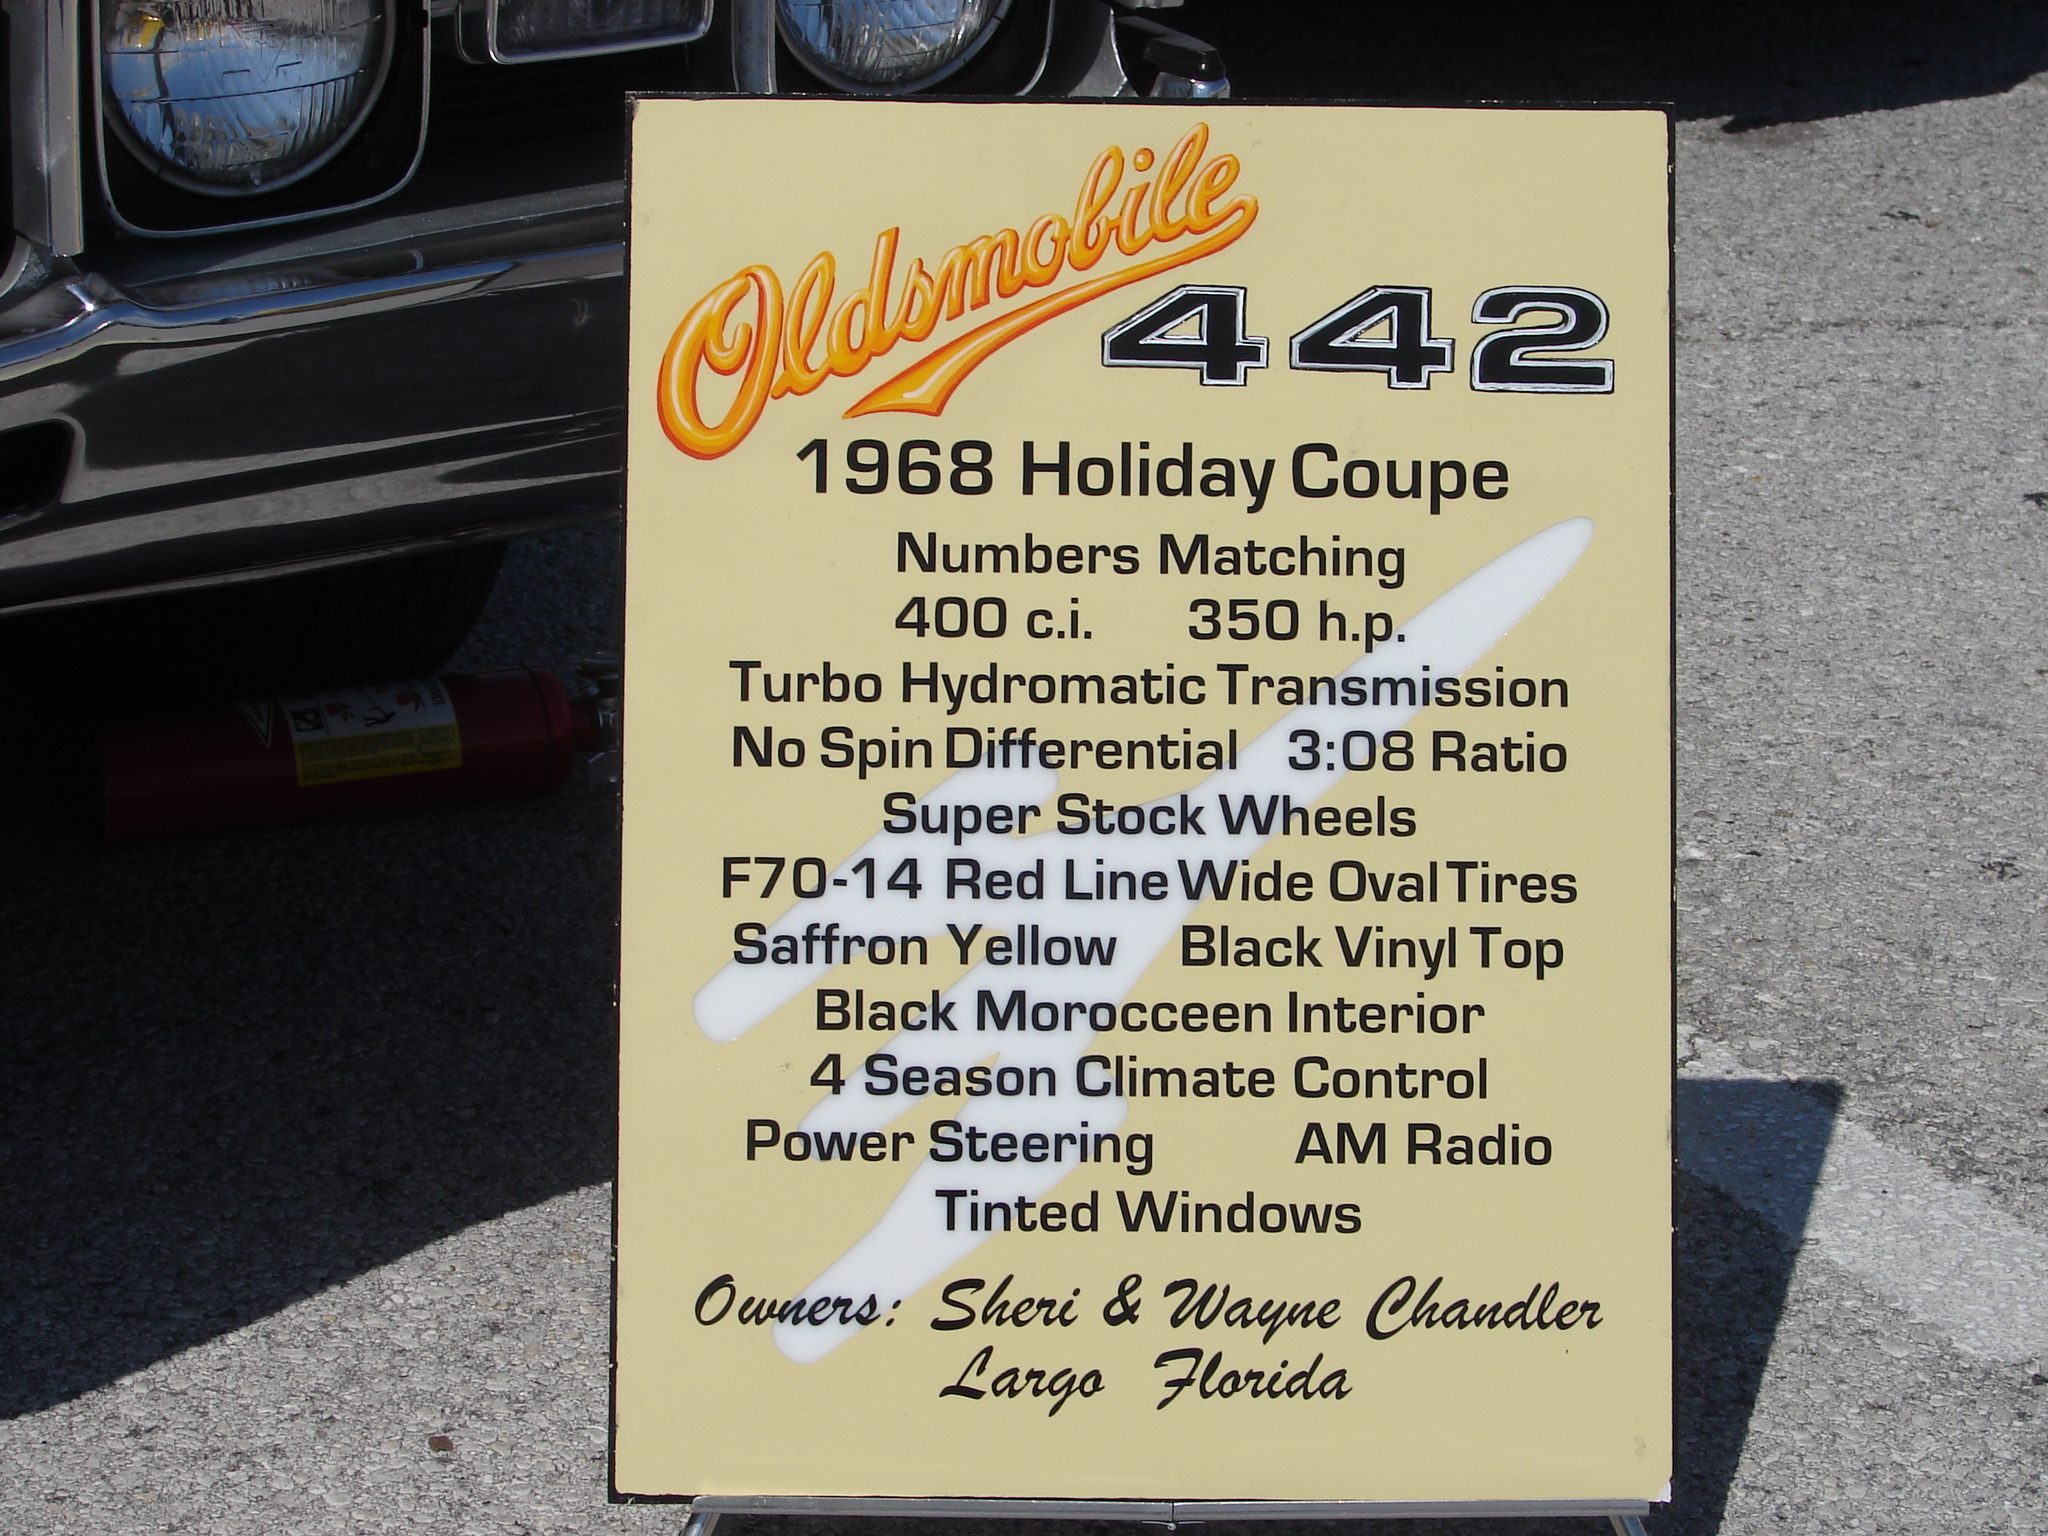 Oldsmobile
442
1968 Holiday Coupe
Numbers Matching
400 c.i. 350 h.p.
Turbo Hydromatic Transmission
No Spin Differential 3:08 Ratio
Super Stock Wheels
F70-14 Red Line Wide Oval Tires
Saffron Yellow Black Vinyl Top
Black Morocceen Interior
4 Season Climate Control
Power Steering AM Radio
Tinted Windows
Owners: Sheri & Wayne Chandler
Largo Florida